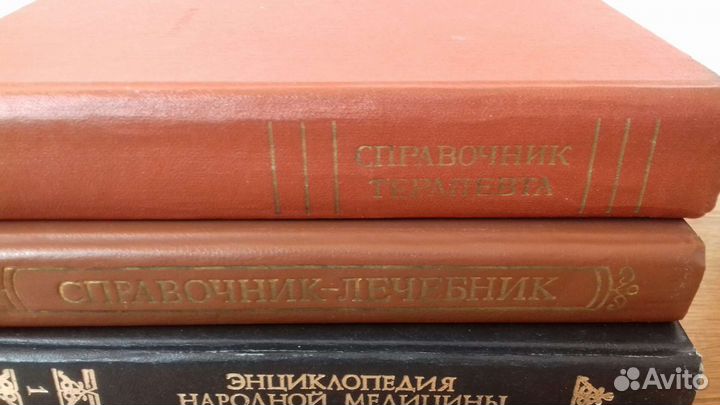 СПРАВОЧНИК
ТЕРАПЕВТА
СПРАВОЧНИК-ЛЕЧЕБНИК
1
ЭНЦИКЛОПЕДИЯ
НАРОДНОЙ МЕДИЦИНЫ
Avito